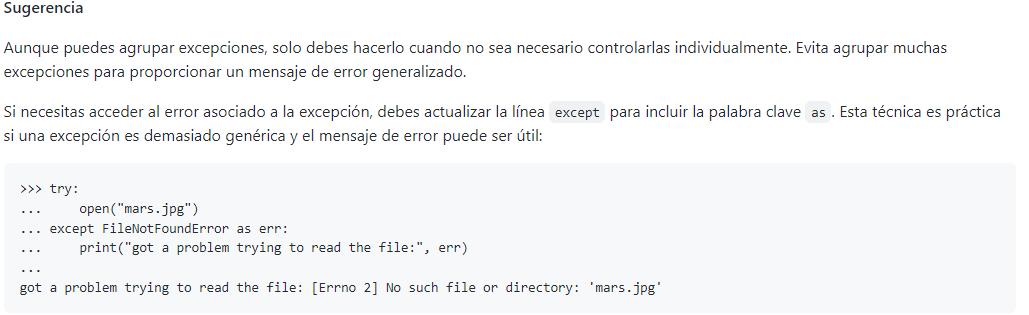 Sugerencia
Aunque puedes agrupar excepciones, solo debes hacerlo cuando no sea necesario controlarlas individualmente. Evita agrupar muchas
excepciones para proporcionar un mensaje de error generalizado.
Si necesitas acceder al error asociado a la excepción, debes actualizar la línea except para incluir la palabra clave as. Esta técnica es práctica
si una excepción es demasiado genérica y el mensaje de error puede ser útil:
>>> try:
...     open("mars.jpg")
... except FileNotFoundError as err:
...     print("got a problem trying to read the file:", err)
...
got a problem trying to read the file: [Errno 2] No such file or directory: 'mars.jpg'